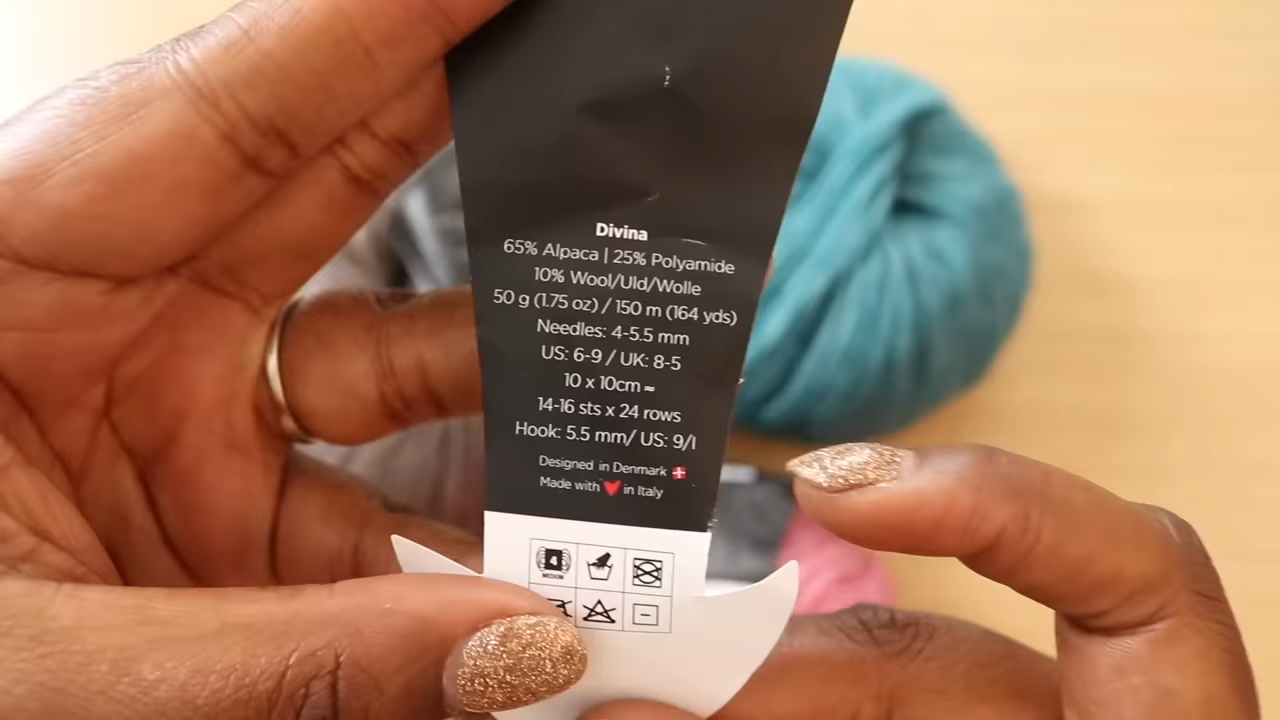 Divina
65% Alpaca | 25% Polyamide
10% Wool/Uld/Wolle
50 g (1.75 oz) / 150 m (164 yds)
Needles: 4-5.5 mm
US: 6-9 / UK: 8-5
10 x 10cm ≈
14-16 sts x 24 rows
Hook: 5.5 mm/ US: 9/I
Designed in Denmark
Made with ❤ in Italy
4
MEDIUM